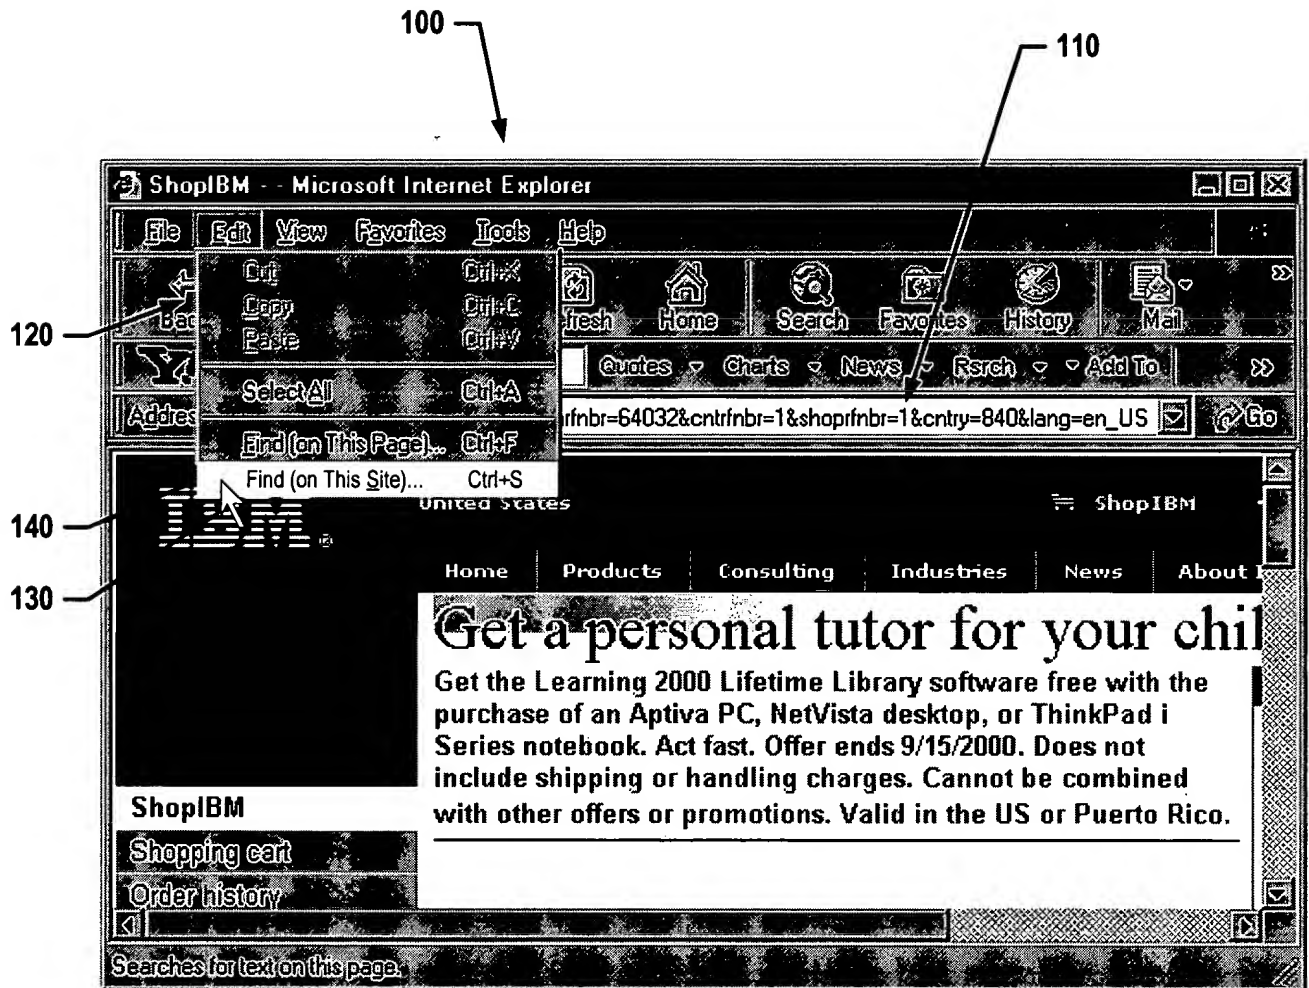 100
110
ShopIBM - - Microsoft Internet Explorer
File Edit View Favorites Tools Help
Cut Ctrl+X
Copy Ctrl+C
Paste Ctrl+V
Select All Ctrl+A
Find (on This Page)... Ctrl+F
Find (on This Site)... Ctrl+S
Home Search Favorites History Mail
120
Quotes Charts News Rsrch Add To
rfnbr=64032&cntrfnbr=1&shoprfnbr=1&cntry=840&lang=en_US Go
140
IBM®
United States ShopIBM
130
Home Products Consulting Industries News About I
Get a personal tutor for your chil
Get the Learning 2000 Lifetime Library software free with the
purchase of an Aptiva PC, NetVista desktop, or ThinkPad i
Series notebook. Act fast. Offer ends 9/15/2000. Does not
include shipping or handling charges. Cannot be combined
with other offers or promotions. Valid in the US or Puerto Rico.
ShopIBM
Shopping cart
Order history
Searches for text on this page.